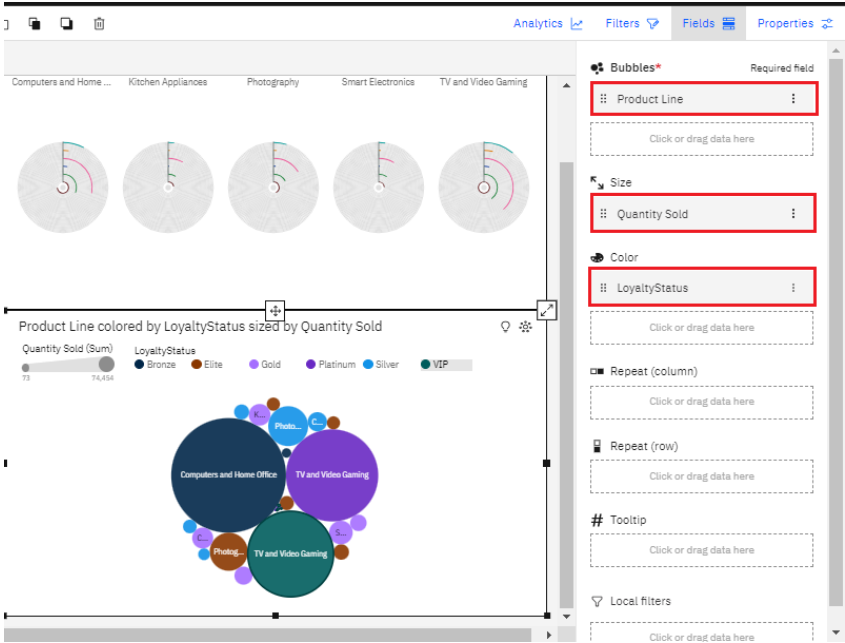 Analytics Filters Fields Properties
Computers and Home ... Kitchen Appliances Photography Smart Electronics TV and Video Gaming
Product Line colored by LoyaltyStatus sized by Quantity Sold
Quantity Sold (Sum)
73 74,454
LoyaltyStatus
Bronze Elite Gold Platinum Silver VIP
K...
Photo...
C...
Computers and Home Office
TV and Video Gaming
C...
S...
Photog...
TV and Video Gaming
Bubbles* Required field
Product Line
Click or drag data here
Size
Quantity Sold
Color
LoyaltyStatus
Click or drag data here
Repeat (column)
Click or drag data here
Repeat (row)
Click or drag data here
Tooltip
Click or drag data here
Local filters
Click or drag data here